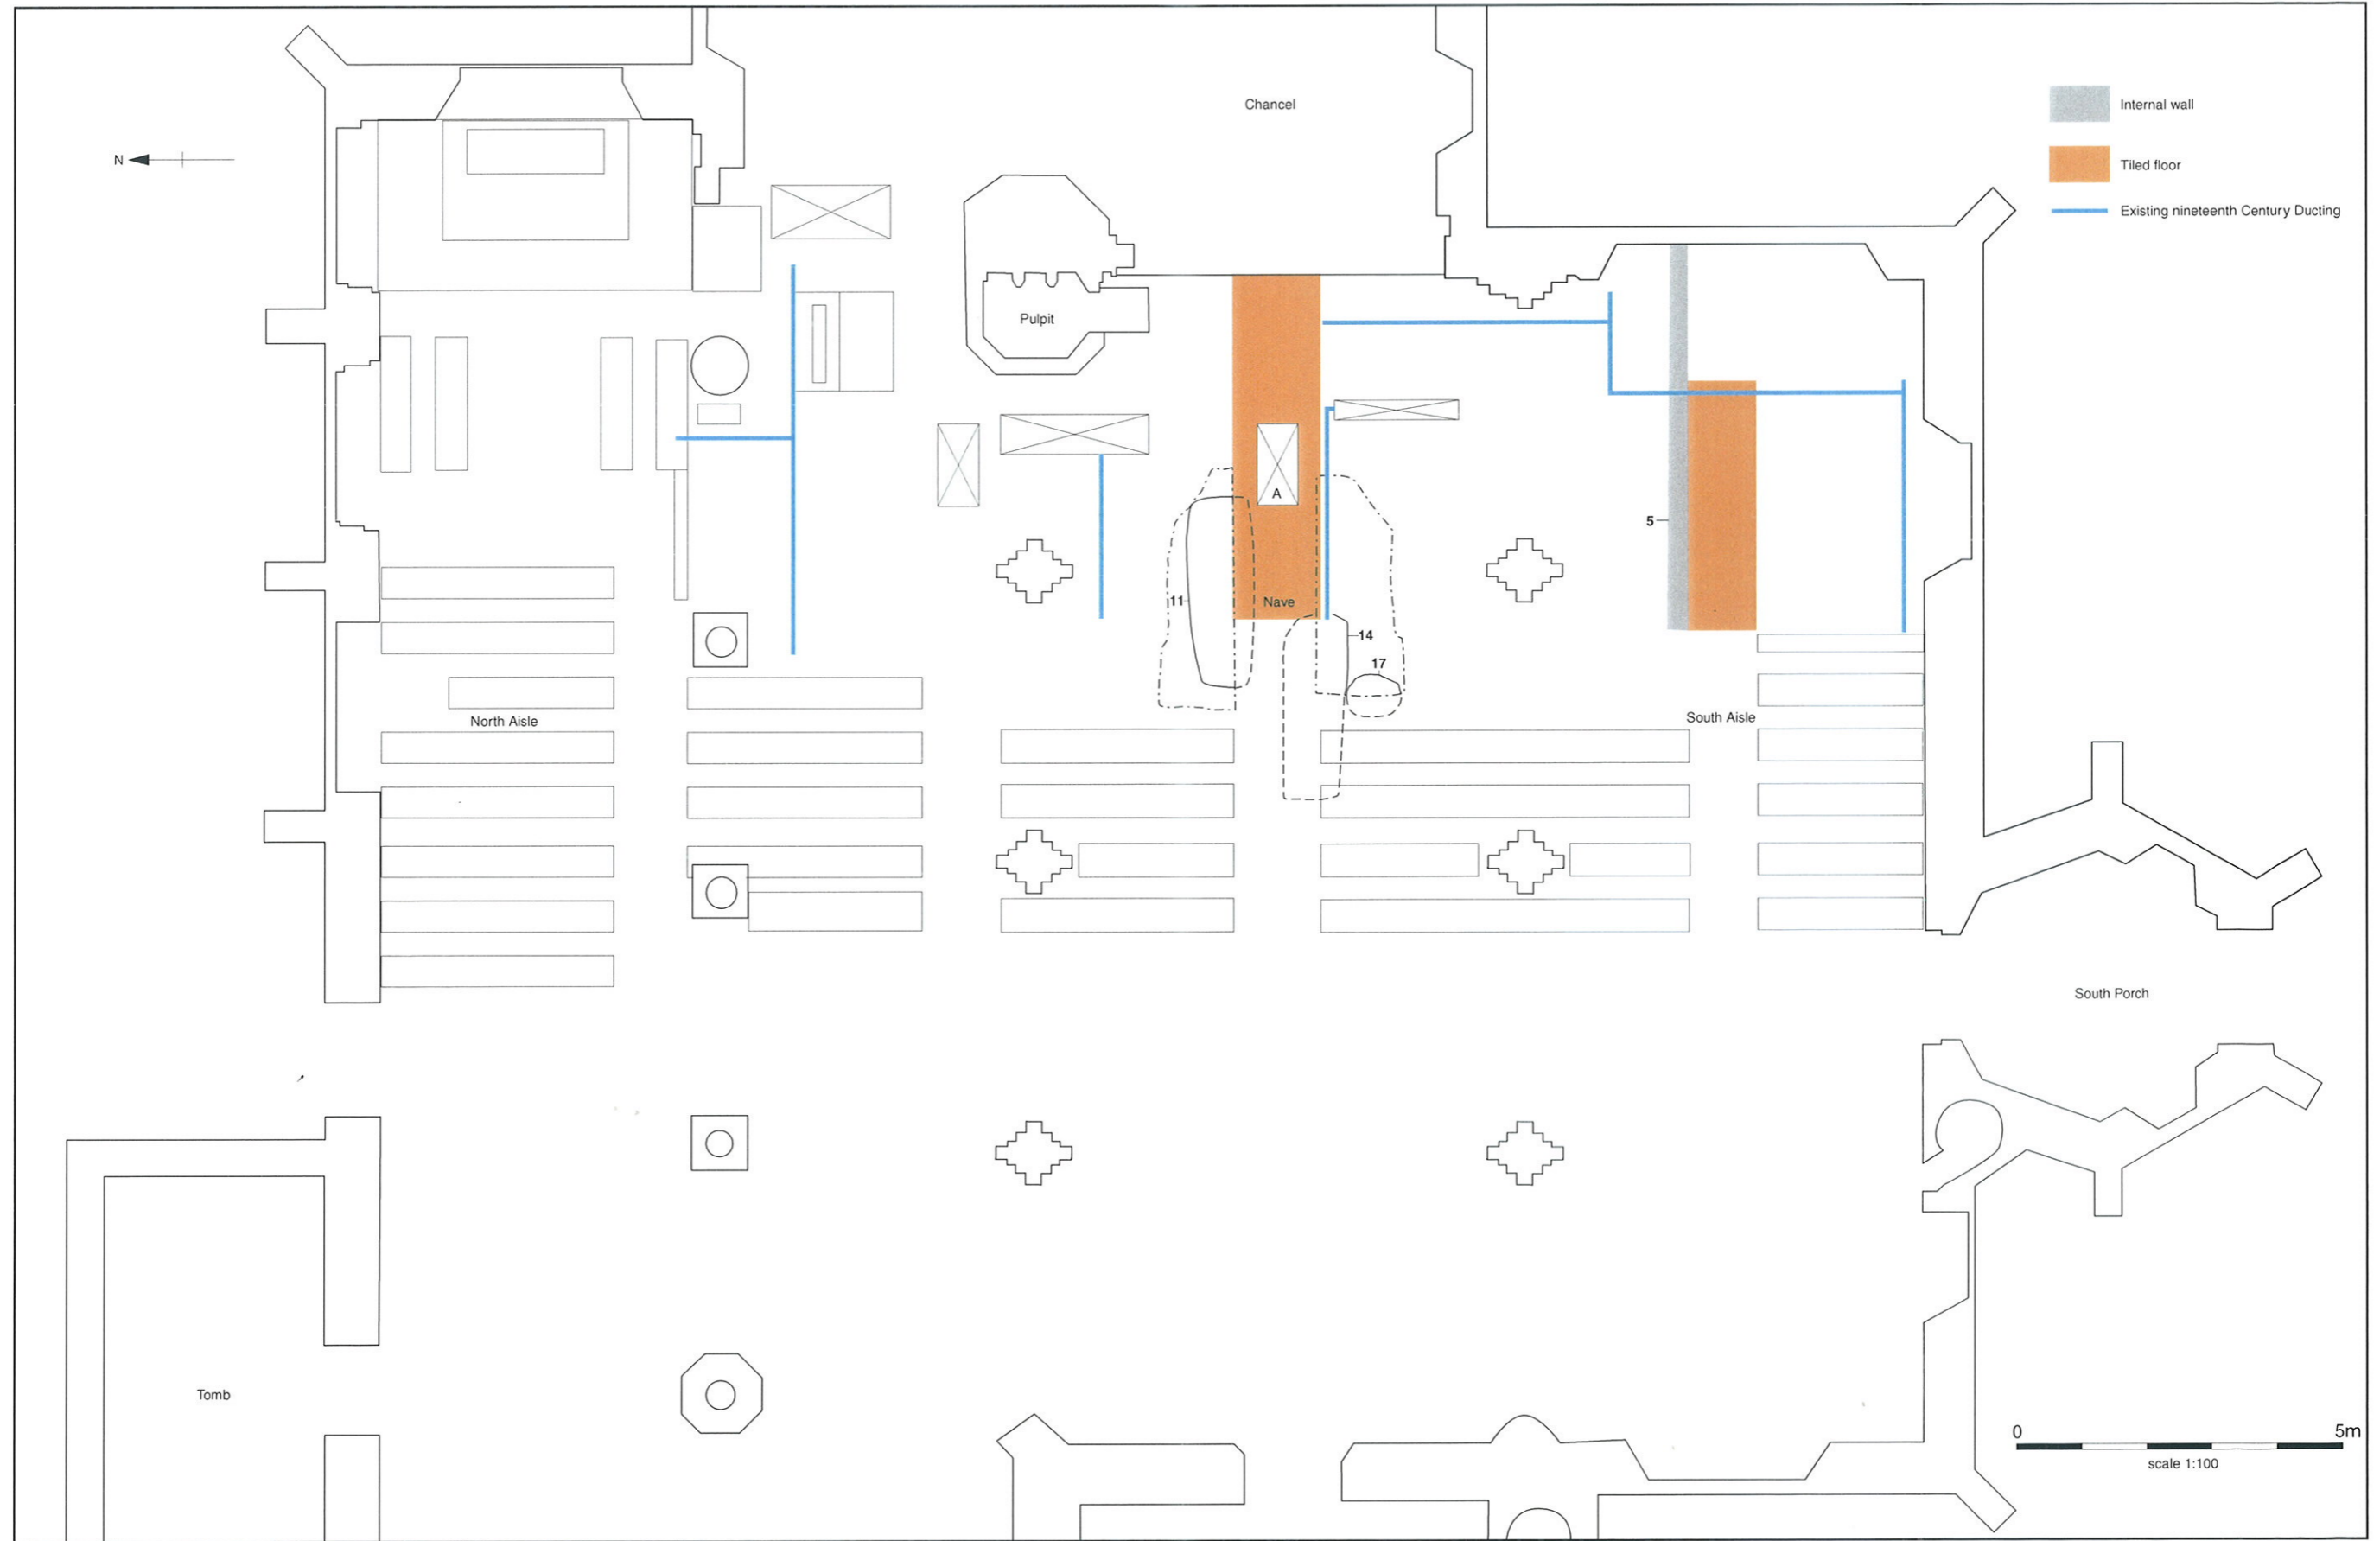 Chancel
Internal wall
N
Tiled floor
Existing nineteenth Century Ducting
Pulpit
A
5
11
Nave
14
17
North Aisle
South Aisle
South Porch
Tomb
0 5m
scale 1:100